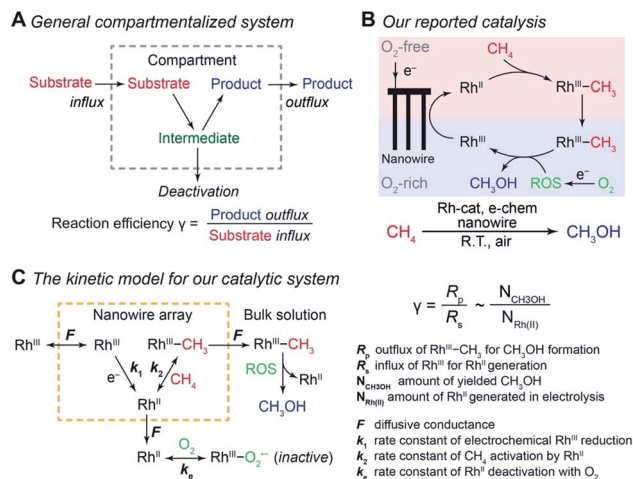 A General compartmentalized system
Compartment
Substrate Substrate Product Product
influx outflux
Intermediate
Deactivation
Reaction efficiency γ = Product outflux
Substrate influx
B Our reported catalysis
O₂-free
e⁻
CH₄
Rhᴵᴵ Rhᴵᴵᴵ−CH₃
Rhᴵᴵᴵ Rhᴵᴵᴵ−CH₃
Nanowire
O₂-rich CH₃OH ROS e⁻ O₂
CH₄ Rh-cat, e-chem CH₃OH
nanowire
R.T., air
C The kinetic model for our catalytic system
Nanowire array Bulk solution
Rhᴵᴵᴵ F Rhᴵᴵᴵ Rhᴵᴵᴵ−CH₃ F Rhᴵᴵᴵ−CH₃
e⁻ k₁ k₂ CH₄ ROS Rhᴵᴵ
Rhᴵᴵ CH₃OH
F
Rhᴵᴵ O₂ kₑ Rhᴵᴵᴵ−O₂•⁻ (inactive)
γ = Rₚ / Rₛ ~ N_CH3OH / N_Rh(II)
Rₚ outflux of Rhᴵᴵᴵ−CH₃ for CH₃OH formation
Rₛ influx of Rhᴵᴵᴵ for Rhᴵᴵ generation
N_CH3OH amount of yielded CH₃OH
N_Rh(II) amount of Rhᴵᴵ generated in electrolysis
F diffusive conductance
k₁ rate constant of electrochemical Rhᴵᴵᴵ reduction
k₂ rate constant of CH₄ activation by Rhᴵᴵ
kₑ rate constant of Rhᴵᴵ deactivation with O₂